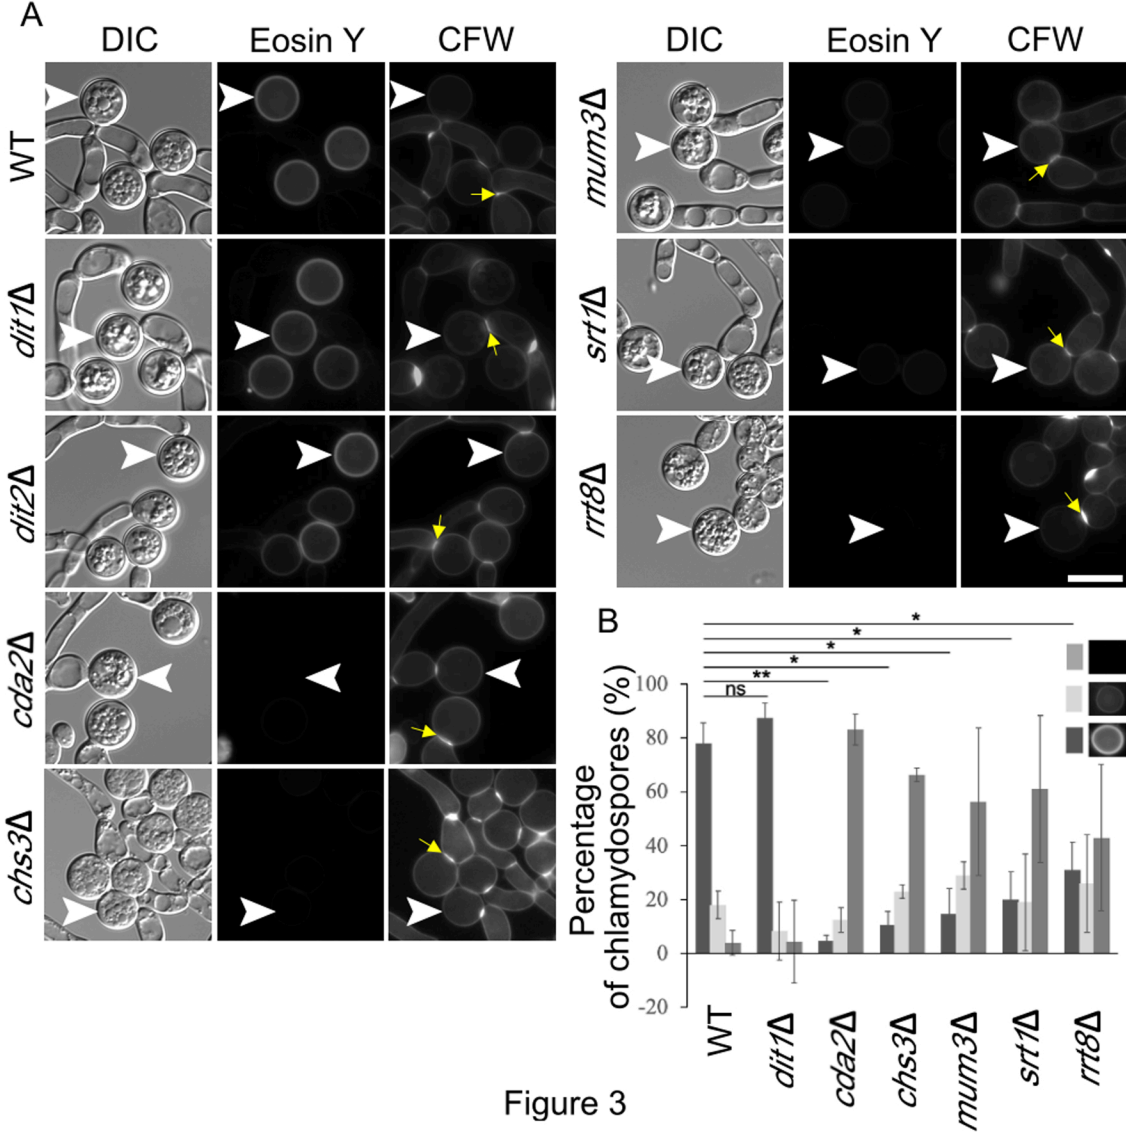 A
DIC Eosin Y CFW
DIC Eosin Y CFW
WT
dit1Δ
dit2Δ
cda2Δ
chs3Δ
mum3Δ
srt1Δ
rrt8Δ
B
*
*
*
*
**
ns
Percentage
of chlamydospores (%)
100
80
60
40
20
0
-20
WT
dit1Δ
cda2Δ
chs3Δ
mum3Δ
srt1Δ
rrt8Δ
Figure 3